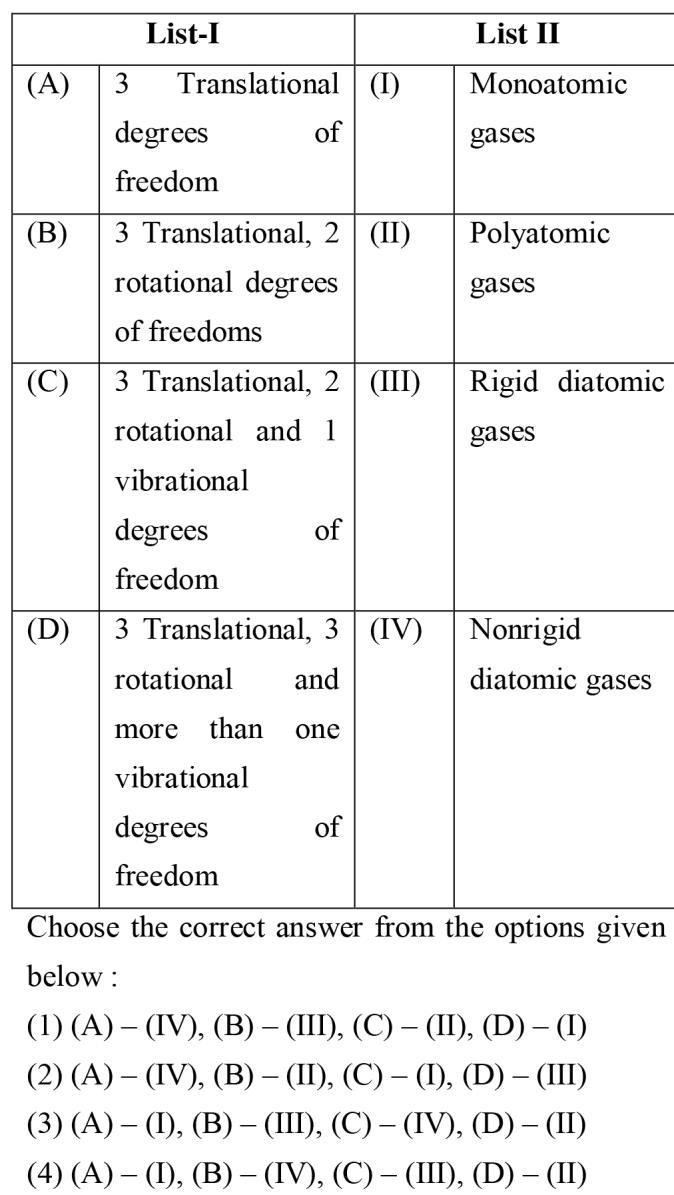 List-I List II
(A) 3 Translational (I) Monoatomic
degrees of gases
freedom
(B) 3 Translational, 2 (II) Polyatomic
rotational degrees gases
of freedoms
(C) 3 Translational, 2 (III) Rigid diatomic
rotational and 1 gases
vibrational
degrees of
freedom
(D) 3 Translational, 3 (IV) Nonrigid
rotational and diatomic gases
more than one
vibrational
degrees of
freedom
Choose the correct answer from the options given
below :
(1) (A) – (IV), (B) – (III), (C) – (II), (D) – (I)
(2) (A) – (IV), (B) – (II), (C) – (I), (D) – (III)
(3) (A) – (I), (B) – (III), (C) – (IV), (D) – (II)
(4) (A) – (I), (B) – (IV), (C) – (III), (D) – (II)